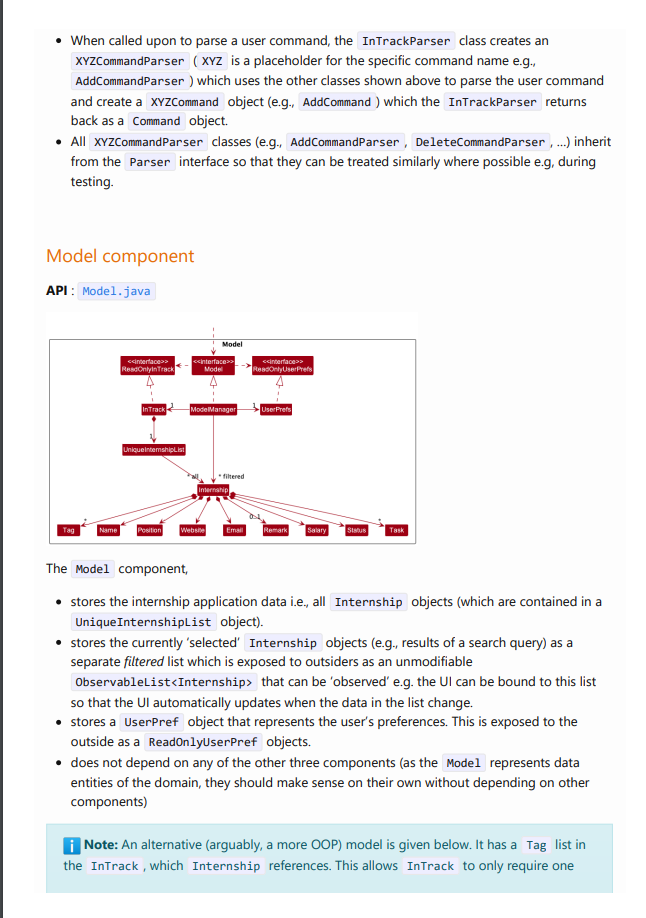 When called upon to parse a user command, the InTrackParser class creates an
XYZCommandParser ( XYZ is a placeholder for the specific command name e.g.,
AddCommandParser ) which uses the other classes shown above to parse the user command
and create a XYZCommand object (e.g., AddCommand ) which the InTrackParser returns
back as a Command object.
All XYZCommandParser classes (e.g., AddCommandParser , DeleteCommandParser , ...) inherit
from the Parser interface so that they can be treated similarly where possible e.g, during
testing.
Model component
API : Model.java
Model
<<interface>>
ReadOnlyInTrack
<<interface>>
Model
<<interface>>
ReadOnlyUserPrefs
InTrack
1
ModelManager
1
UserPrefs
1
UniqueInternshipList
* all
* filtered
Internship
*
0..1
*
Tag
Name
Position
Website
Email
Remark
Salary
Status
Task
The Model component,
stores the internship application data i.e., all Internship objects (which are contained in a
UniqueInternshipList object).
stores the currently ‘selected’ Internship objects (e.g., results of a search query) as a
separate filtered list which is exposed to outsiders as an unmodifiable
ObservableList<Internship> that can be ‘observed’ e.g. the UI can be bound to this list
so that the UI automatically updates when the data in the list change.
stores a UserPref object that represents the user’s preferences. This is exposed to the
outside as a ReadOnlyUserPref objects.
does not depend on any of the other three components (as the Model represents data
entities of the domain, they should make sense on their own without depending on other
components)
i Note: An alternative (arguably, a more OOP) model is given below. It has a Tag list in
the InTrack , which Internship references. This allows InTrack to only require one